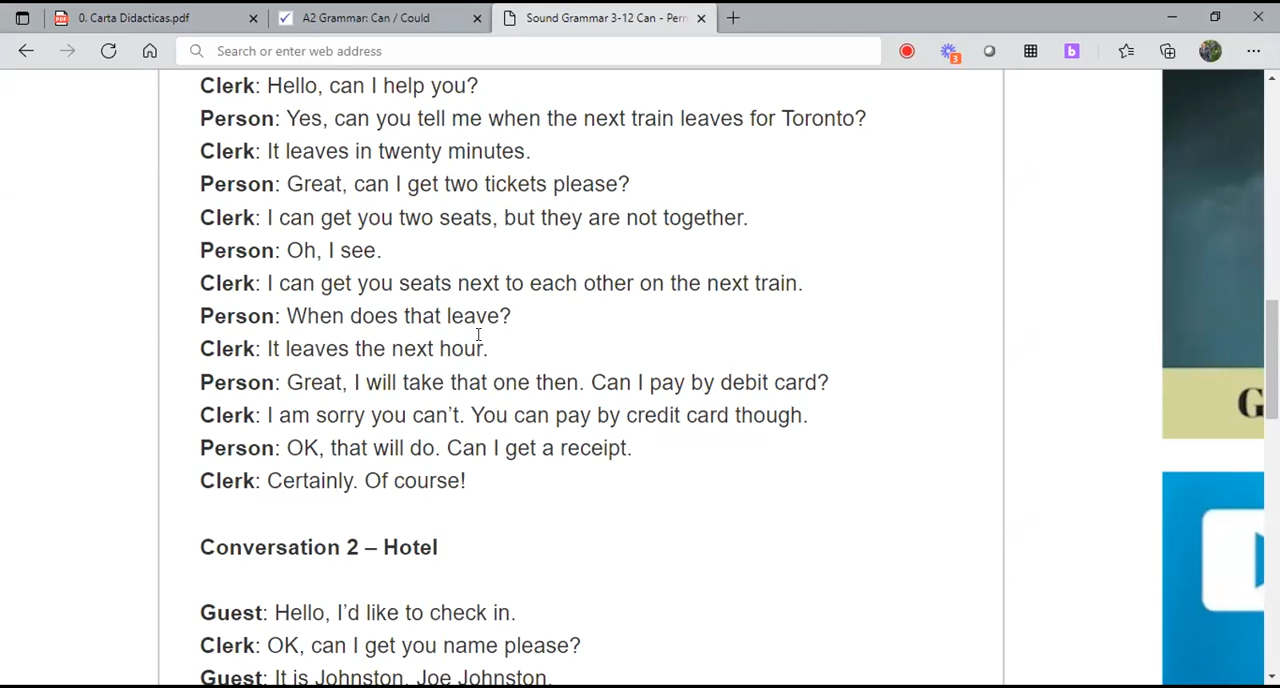 0. Carta Didacticas.pdf
A2 Grammar: Can / Could
Sound Grammar 3-12 Can - Perm
Search or enter web address
3
b
Clerk: Hello, can I help you?
Person: Yes, can you tell me when the next train leaves for Toronto?
Clerk: It leaves in twenty minutes.
Person: Great, can I get two tickets please?
Clerk: I can get you two seats, but they are not together.
Person: Oh, I see.
Clerk: I can get you seats next to each other on the next train.
Person: When does that leave?
Clerk: It leaves the next hour.
Person: Great, I will take that one then. Can I pay by debit card?
Clerk: I am sorry you can’t. You can pay by credit card though.
Person: OK, that will do. Can I get a receipt.
Clerk: Certainly. Of course!
Conversation 2 – Hotel
Guest: Hello, I’d like to check in.
Clerk: OK, can I get you name please?
Guest: It is Johnston. Joe Johnston.
G